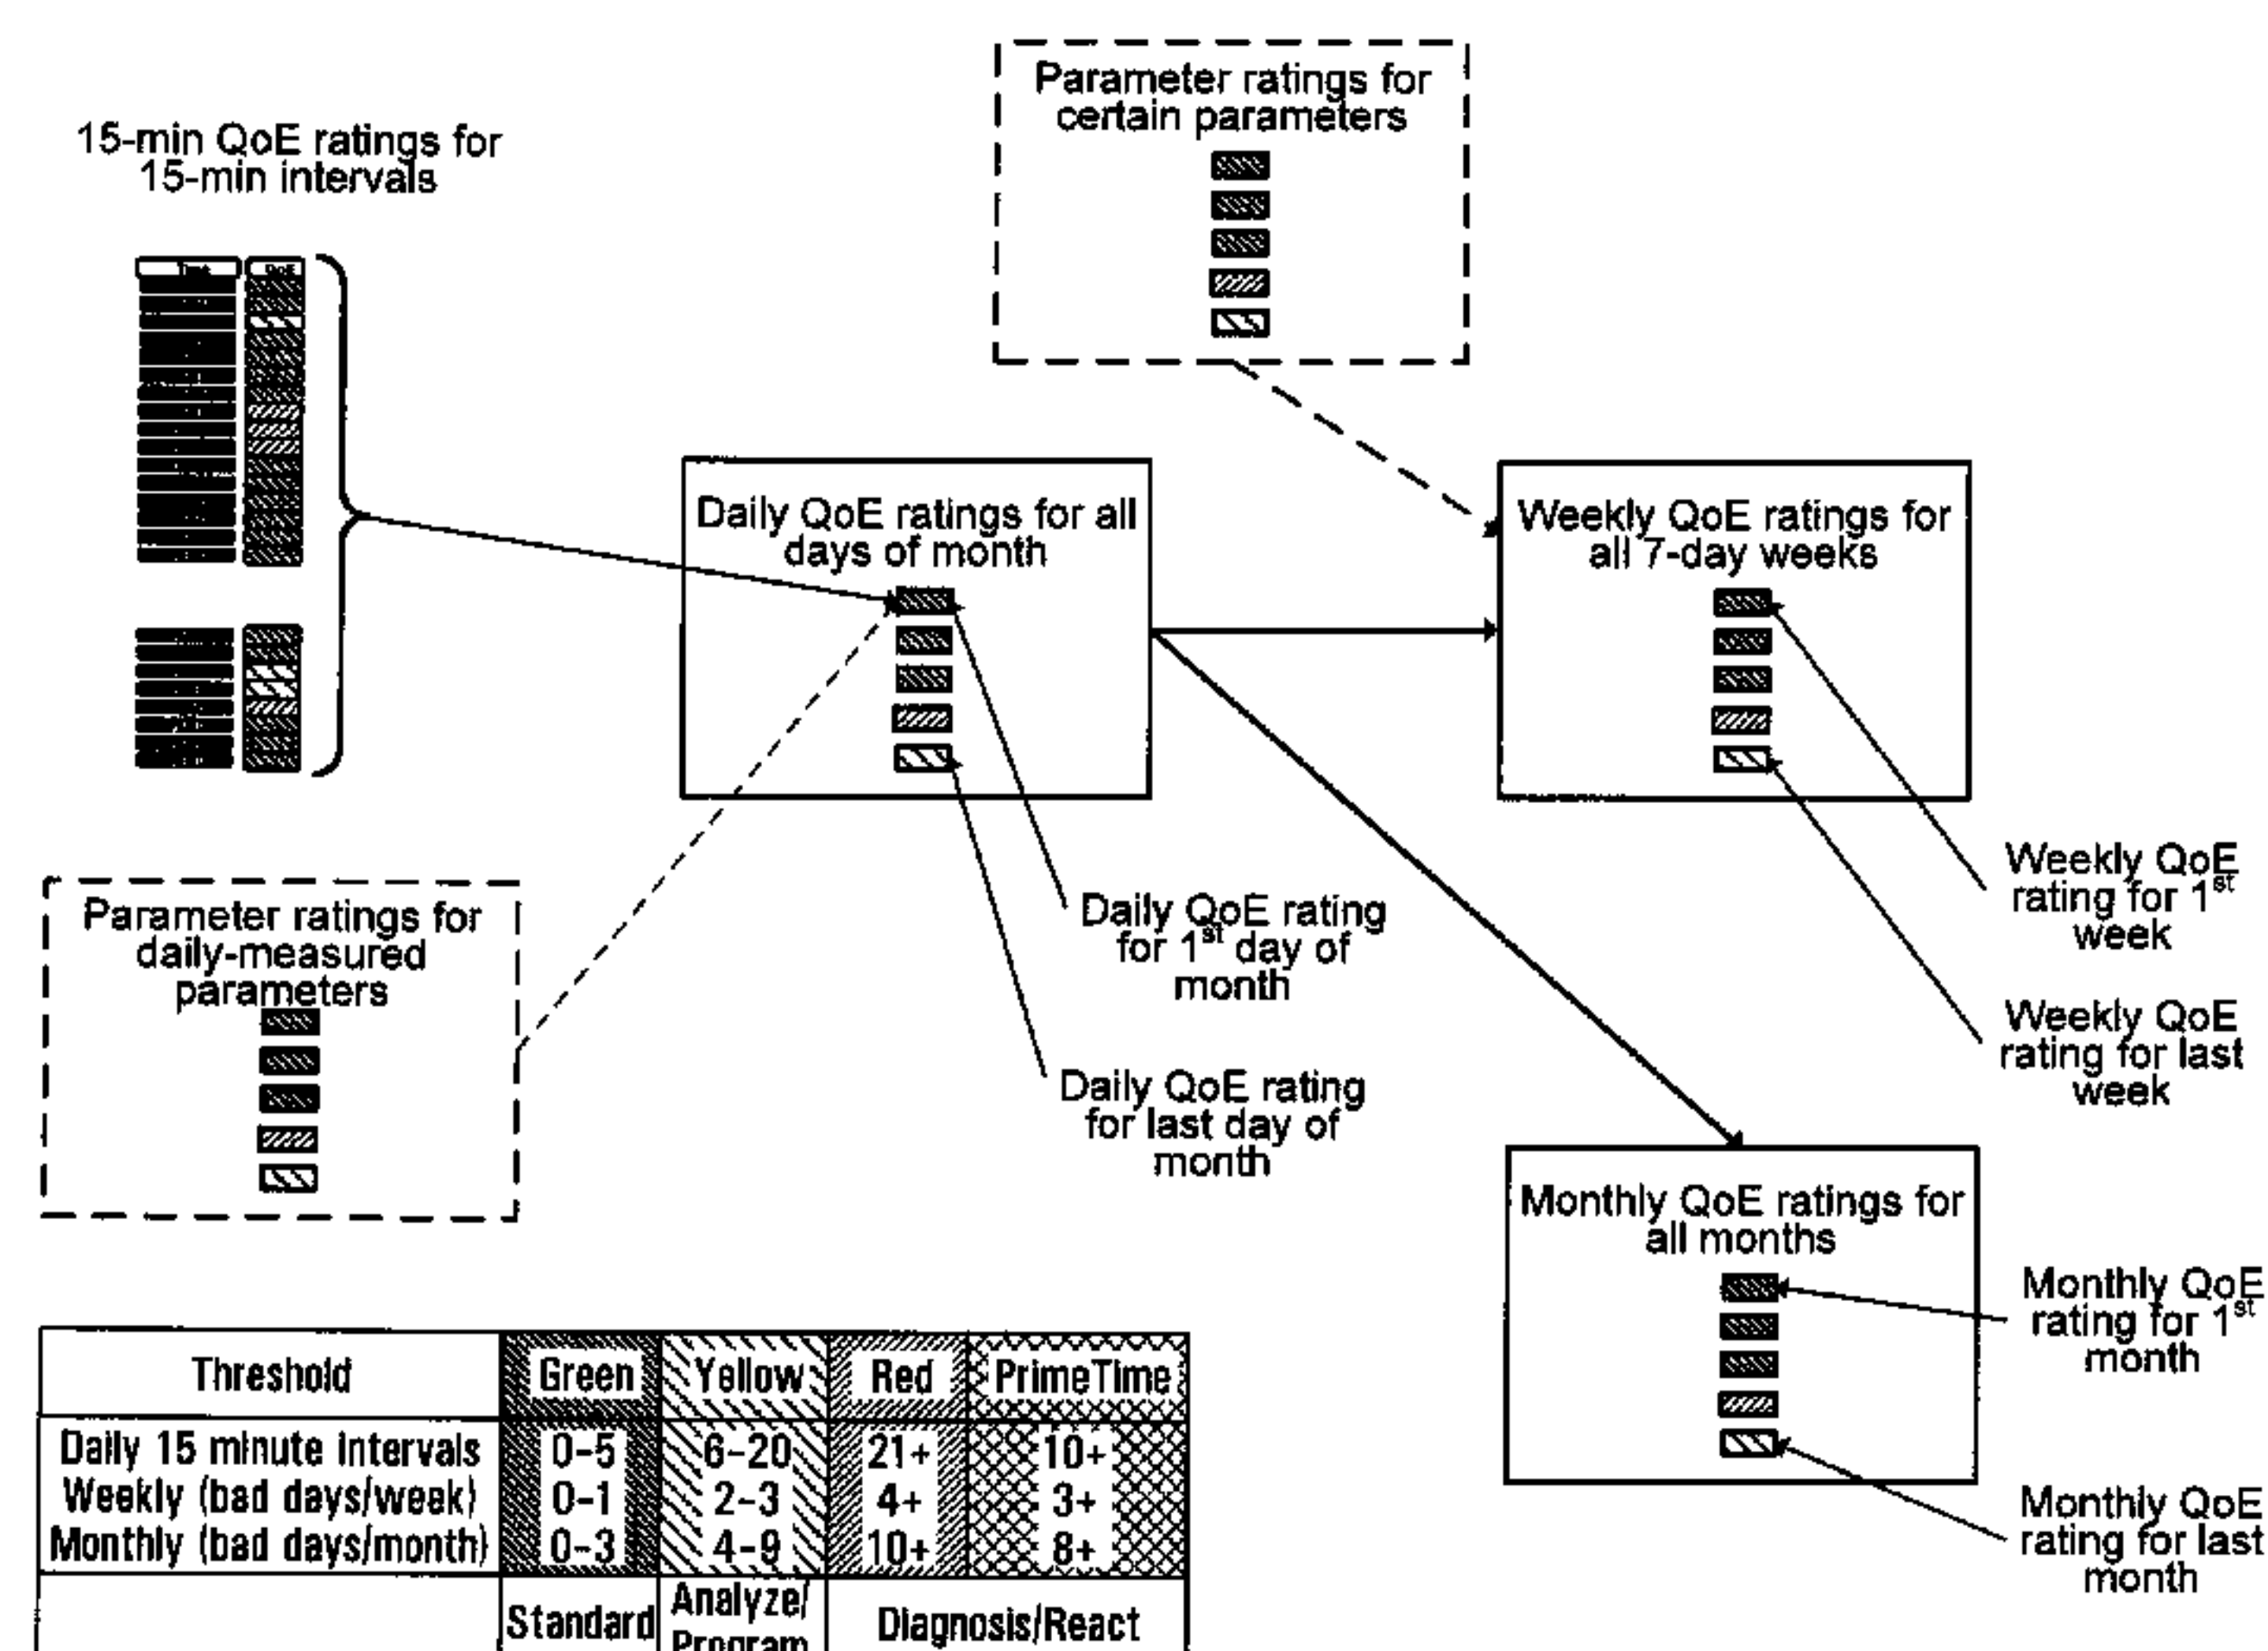 Parameter ratings for
certain parameters
15-min QoE ratings for
15-min intervals
Time QoE
Daily QoE ratings for all
days of month
Weekly QoE ratings for
all 7-day weeks
Parameter ratings for
daily-measured
parameters
Daily QoE rating
for 1st day of
month
Daily QoE rating
for last day of
month
Weekly QoE
rating for 1st
week
Weekly QoE
rating for last
week
Monthly QoE ratings for
all months
Monthly QoE
rating for 1st
month
Monthly QoE
rating for last
month
Threshold Green Yellow Red PrimeTime
Daily 15 minute intervals 0-5 6-20 21+ 10+
Weekly (bad days/week) 0-1 2-3 4+ 3+
Monthly (bad days/month) 0-3 4-9 10+ 8+
Standard Analyze/ Diagnosis/React
Program